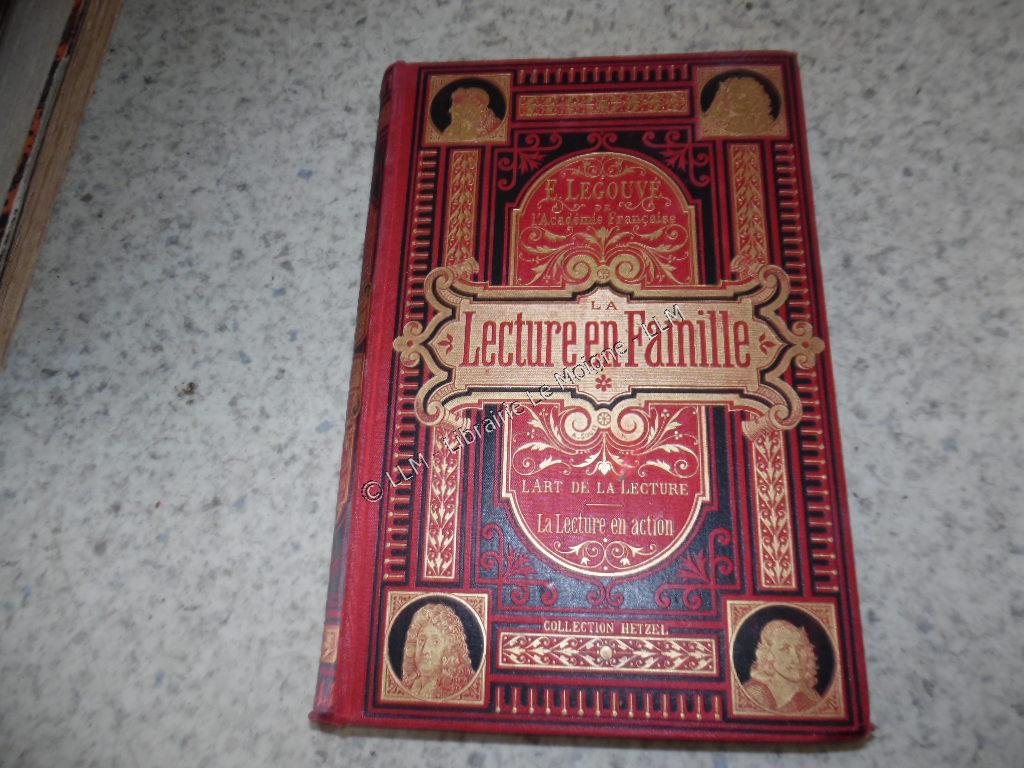 E. LEGOUVÉ
DE
l'Académie Française
LA
Lecture en Famille
L'ART DE LA LECTURE
La Lecture en action
COLLECTION HETZEL
© LLM - Librairie Le Moigne - LLM